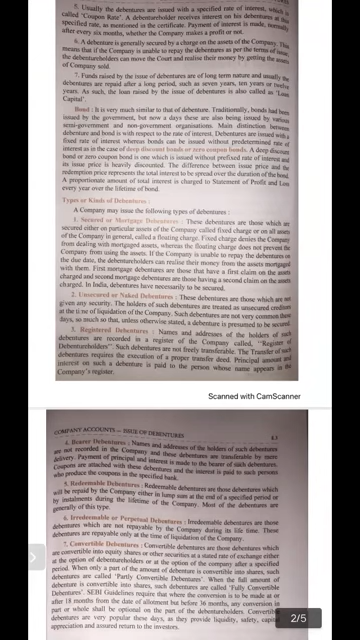 5. Usually the debentures are issued with a specified rate of interest, which is
called 'Coupon Rate'. A debentureholder receives interest on his debentures at this
specified rate, as mentioned in the certificate. Payment of interest is made, normally
after every six months, whether the Company makes a profit or not.
6. A debenture is generally secured by a charge on the assets of the Company. This
means that if the Company is unable to repay the debentures as per the terms of issue,
the debentureholders can move the Court and realise their money by getting the assets
of Company sold.
7. Funds raised by the issue of debentures are of long term nature and usually the
debentures are repaid after a long period, such as seven years, ten years or twelve
years. As such, the loan raised by the issue of debentures is also called as 'Loan
Capital'.
Bond : It is very much similar to that of debenture. Traditionally, bonds had been
issued by the government, but now a days these are also being issued by various
semi-government and non-government organisations. Main distinction between
debenture and bond is with respect to the rate of interest. Debentures are issued with a
fixed rate of interest whereas bonds can be issued without predetermined rate of
interest as in the case of deep discount bonds or zero coupon bonds. A deep discount
bond or zero coupon bond is one which is issued without prefixed rate of interest and
its issue price is heavily discounted. The difference between issue price and the
redemption price represents the total interest to be spread over the duration of the bond.
A proportionate amount of total interest is charged to Statement of Profit and Loss
every year over the lifetime of bond.
Types or Kinds of Debentures :
A Company may issue the following types of debentures :
1. Secured or Mortgage Debentures : These debentures are those which are
secured either on particular assets of the Company called fixed charge or on all assets
of the Company in general, called a floating charge. Fixed charge denies the Company
from dealing with mortgaged assets, whereas the floating charge does not prevent the
Company from using the assets. If the Company is unable to repay the debentures on
the due date, the debentureholders can realise their money from the assets mortgaged
with them. First mortgage debentures are those that have a first claim on the assets
charged and second mortgage debentures are those having a second claim on the assets
charged. In India, debentures have necessarily to be secured.
2. Unsecured or Naked Debentures : These debentures are those which are not
given any security. The holders of such debentures are treated as unsecured creditors
at the time of liquidation of the Company. Such debentures are not very common these
days, so much so that, unless otherwise stated, a debenture is presumed to be secured.
3. Registered Debentures : Names and addresses of the holders of such
debentures are recorded in a register of the Company called, "Register of
Debentureholders". Such debentures are not freely transferable. The Transfer of such
debentures requires the execution of a proper transfer deed. Principal amount and
interest on such a debenture is paid to the person whose name appears in the
Company's register.
Scanned with CamScanner
COMPANY ACCOUNTS — ISSUE OF DEBENTURES
4. Bearer Debentures : Names and addresses of the holders of such debentures
are not recorded in the Company and these debentures are transferable by mere
delivery. Payment of principal and interest is made to the bearer of such debentures.
Coupons are attached with these debentures and the interest is paid to such persons
who produce the coupons in the specified bank.
5. Redeemable Debentures : Redeemable debentures are those debentures which
will be repaid by the Company either in lump sum at the end of a specified period or
by instalments during the lifetime of the Company. Most of the debentures are
generally of this type.
6. Irredeemable or Perpetual Debentures : Irredeemable debentures are those
debentures which are not repayable by the Company during its life time. These
debentures are repayable only at the time of liquidation of the Company.
7. Convertible Debentures : Convertible debentures are those debentures which
are convertible into equity shares or other securities at a stated rate of exchange either
at the option of debentureholders or at the option of the company after a specified
period. When only a part of the amount of debenture is convertible into shares, such
debentures are called 'Partly Convertible Debentures'. When the full amount of
debenture is convertible into shares, such debentures are called 'Fully Convertible
Debentures'. SEBI Guidelines require that where the conversion is to be made at or
after 18 months from the date of allotment but before 36 months, any conversion in
part or whole shall be optional on the part of the debentureholders. Convertible
debentures are very popular these days, as they provide liquidity, safety, capital
appreciation and assured return to the investors.
2/5